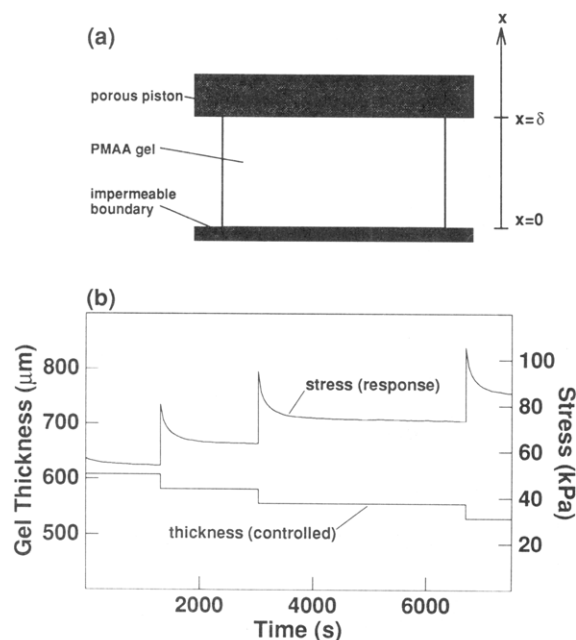 (a)
x
porous piston
x=δ
PMAA gel
impermeable
boundary
x=0
(b)
Gel Thickness (μm)
800
700
600
500
stress (response)
thickness (controlled)
100
80
60
40
20
Stress (kPa)
2000
4000
6000
Time (s)